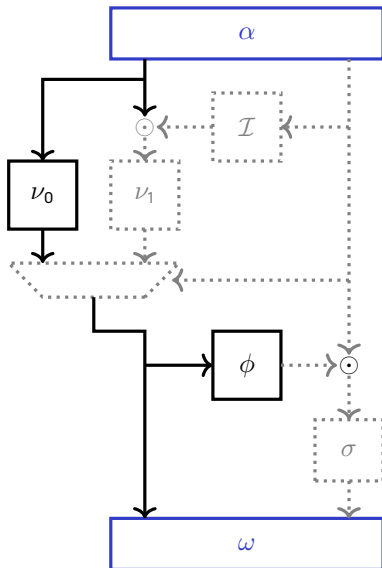 α
⊙ 𝓘
ν₀ ν₁
ϕ ⊙
σ
ω